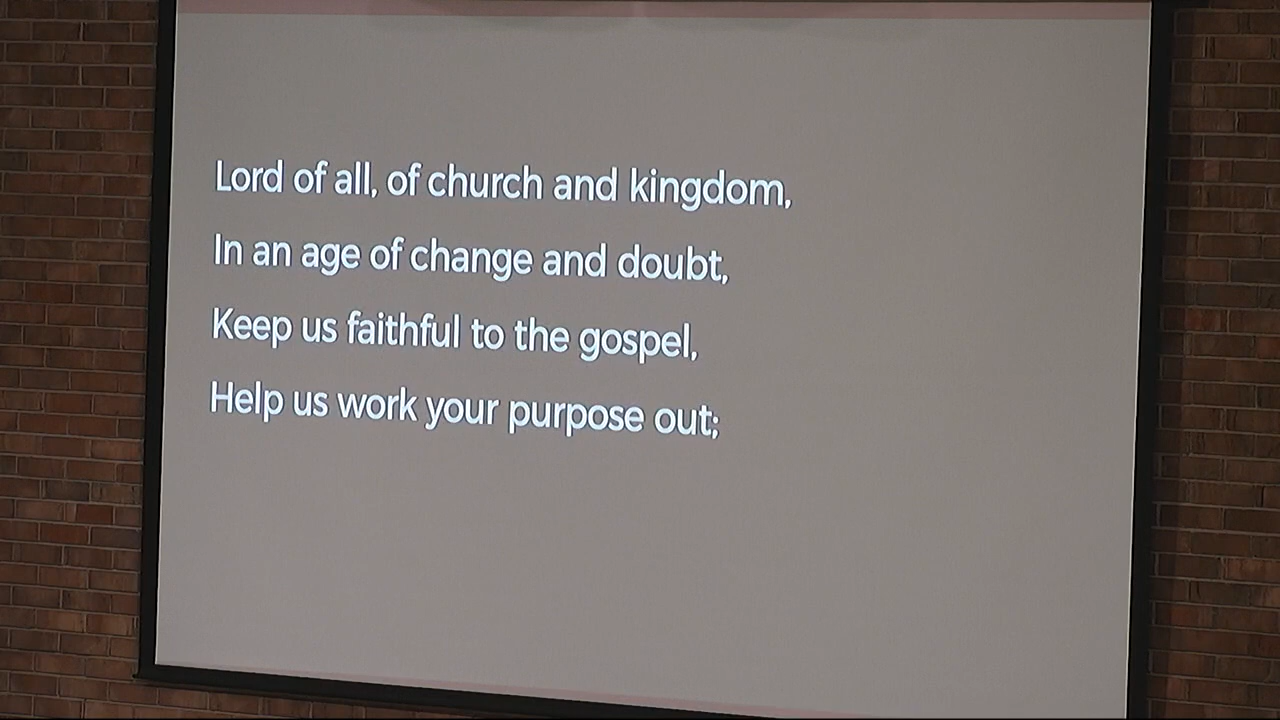 Lord of all, of church and kingdom,
In an age of change and doubt,
Keep us faithful to the gospel,
Help us work your purpose out;